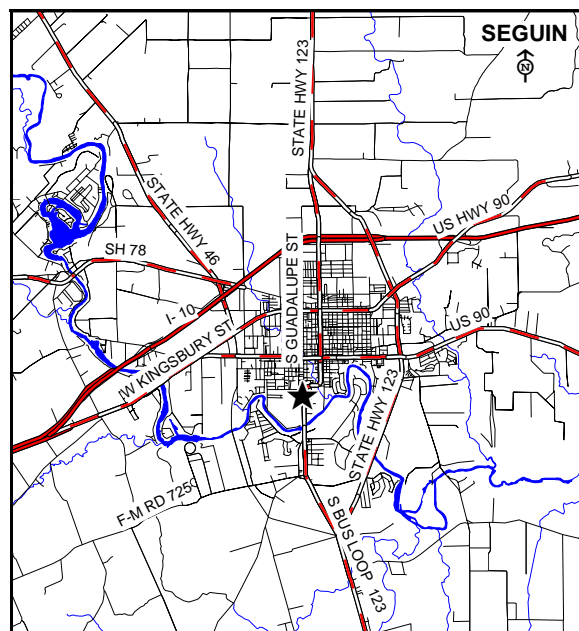 SEGUIN
N
STATE HWY 123
STATE HWY 46
US HWY 90
SH 78
S GUADALUPE ST
I- 10
W KINGSBURY ST
US 90
STATE HWY 123
F-M RD 725
S BUS LOOP 123